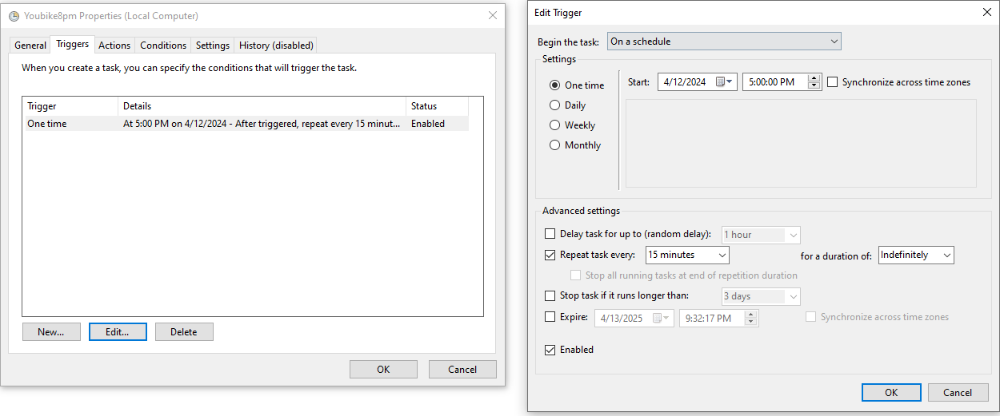 Youbike8pm Properties (Local Computer)
General Triggers Actions Conditions Settings History (disabled)
When you create a task, you can specify the conditions that will trigger the task.
Trigger Details Status
One time At 5:00 PM on 4/12/2024 - After triggered, repeat every 15 minut... Enabled
New... Edit... Delete
OK Cancel
Edit Trigger
Begin the task: On a schedule
Settings
One time Start: 4/12/2024 5:00:00 PM Synchronize across time zones
Daily
Weekly
Monthly
Advanced settings
Delay task for up to (random delay): 1 hour
Repeat task every: 15 minutes for a duration of: Indefinitely
Stop all running tasks at end of repetition duration
Stop task if it runs longer than: 3 days
Expire: 4/13/2025 9:32:17 PM Synchronize across time zones
Enabled
OK Cancel